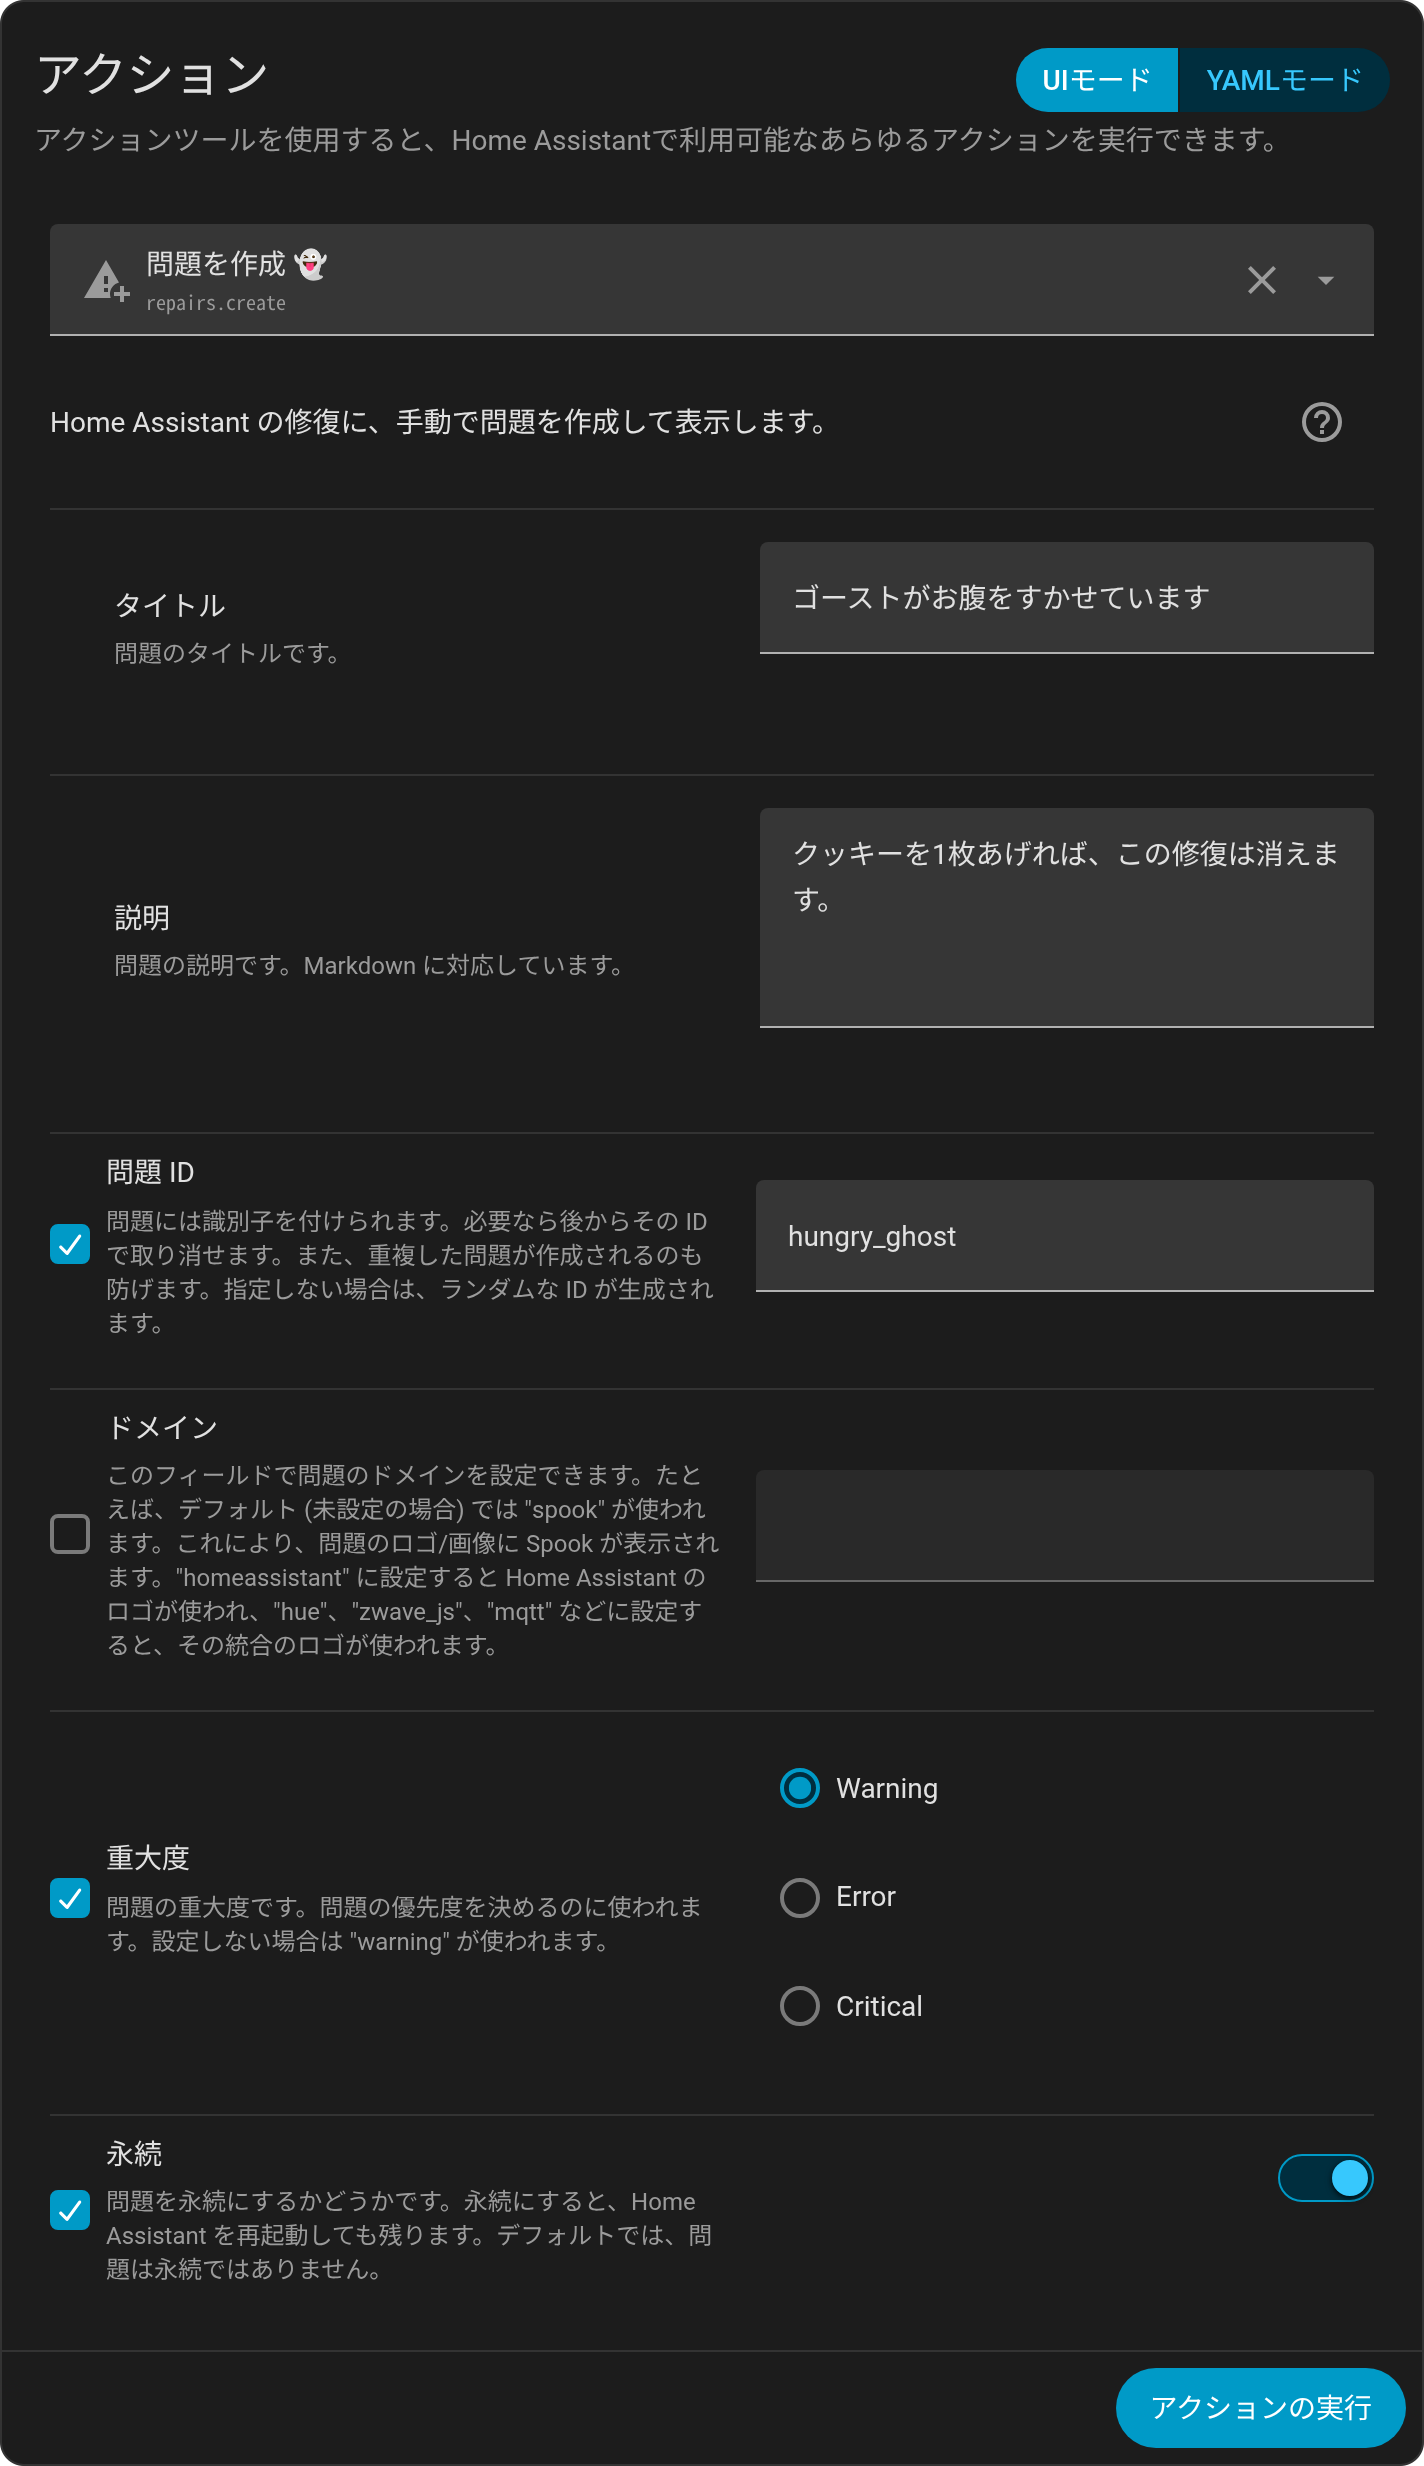 アクション
UIモード
YAMLモード
アクションツールを使用すると、Home Assistantで利用可能なあらゆるアクションを実行できます。
問題を作成 👻
repairs.create
Home Assistant の修復に、手動で問題を作成して表示します。
タイトル
問題のタイトルです。
ゴーストがお腹をすかせています
説明
問題の説明です。Markdown に対応しています。
クッキーを1枚あげれば、この修復は消えま
す。
問題 ID
問題には識別子を付けられます。必要なら後からその ID
で取り消せます。また、重複した問題が作成されるのも
防げます。指定しない場合は、ランダムな ID が生成され
ます。
hungry_ghost
ドメイン
このフィールドで問題のドメインを設定できます。たと
えば、デフォルト (未設定の場合) では "spook" が使われ
ます。これにより、問題のロゴ/画像に Spook が表示され
ます。"homeassistant" に設定すると Home Assistant の
ロゴが使われ、"hue"、"zwave_js"、"mqtt" などに設定す
ると、その統合のロゴが使われます。
重大度
問題の重大度です。問題の優先度を決めるのに使われま
す。設定しない場合は "warning" が使われます。
Warning
Error
Critical
永続
問題を永続にするかどうかです。永続にすると、Home
Assistant を再起動しても残ります。デフォルトでは、問
題は永続ではありません。
アクションの実行